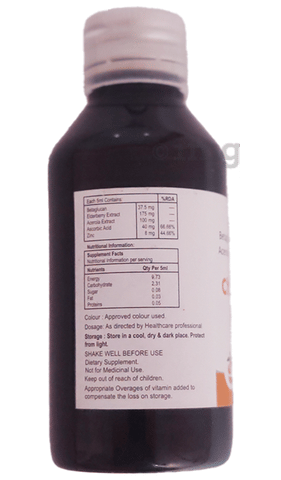 Each 5ml Contains %RDA
Betaglucan 37.5 mg ---
Elderberry Extract 175 mg ---
Acerola Extract 100 mg ---
Ascorbic Acid 40 mg 66.66%
Zinc 8 mg 44.66%
Nutritional Information:
Supplement Facts
Nutritional Information per serving
Nutrients Qty Per 5ml
Energy 9.73
Carbohydrate 2.31
Sugar 0.08
Fat 0.03
Proteins 0.05
Colour : Approved colour used
Dosage: As directed by Healthcare professional
Storage : Store in a cool, dry & dark place. Protect
from light.
SHAKE WELL BEFORE USE
Dietary Supplement.
Not for Medicinal Use.
Keep out of reach of children.
Appropriate Overages of vitamin added to
compensate the loss on storage.